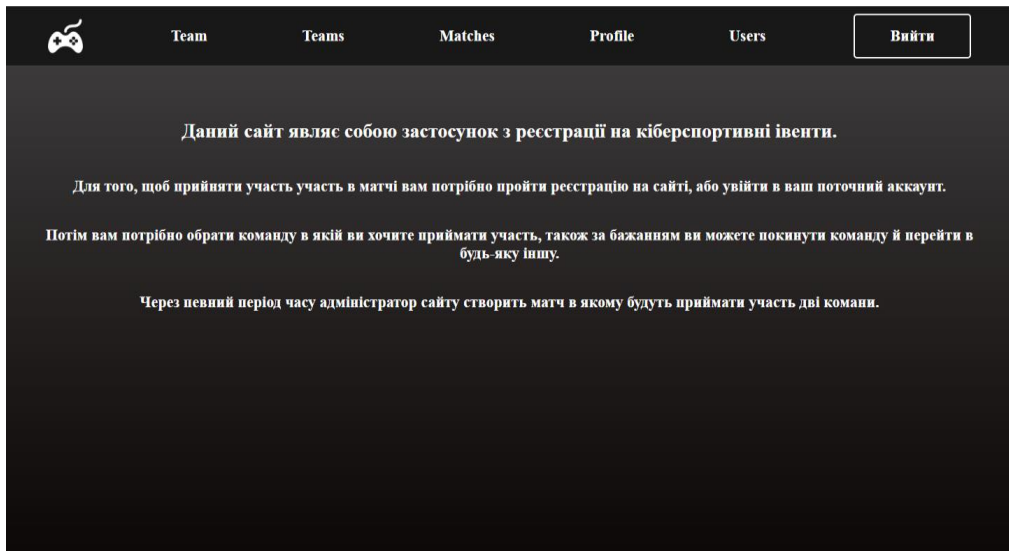 Team Teams Matches Profile Users Вийти
Даний сайт являє собою застосунок з реєстрації на кіберспортивні івенти.
Для того, щоб прийняти участь участь в матчі вам потрібно пройти реєстрацію на сайті, або увійти в ваш поточний аккаунт.
Потім вам потрібно обрати команду в якій ви хочите приймати участь, також за бажанням ви можете покинути команду й перейти в
будь-яку іншу.
Через певний період часу адміністратор сайту створить матч в якому будуть приймати участь дві комани.